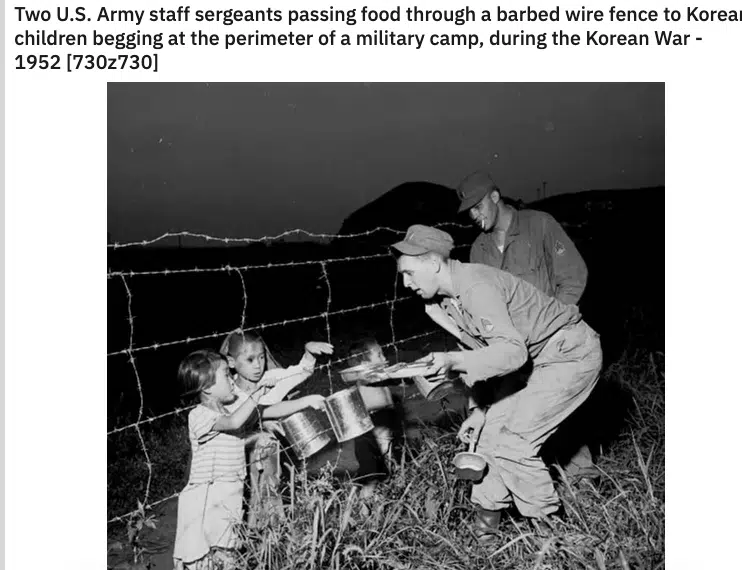 Two U.S. Army staff sergeants passing food through a barbed wire fence to Korean
children begging at the perimeter of a military camp, during the Korean War -
1952 [730z730]